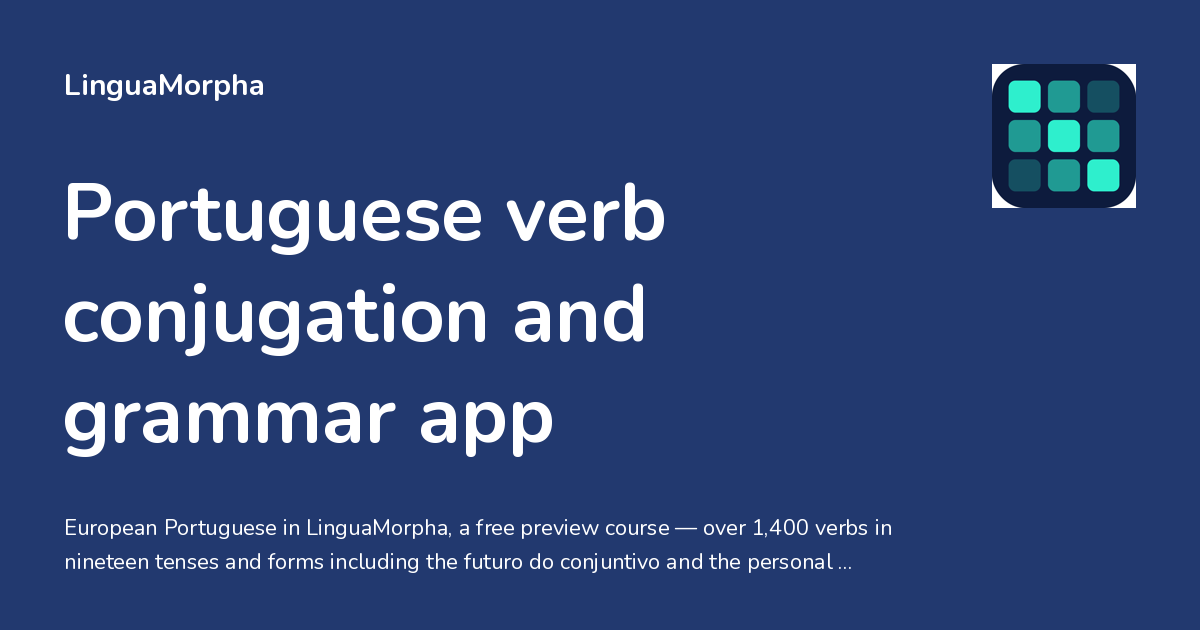 LinguaMorpha
Portuguese verb
conjugation and
grammar app
European Portuguese in LinguaMorpha, a free preview course — over 1,400 verbs in
nineteen tenses and forms including the futuro do conjuntivo and the personal ...